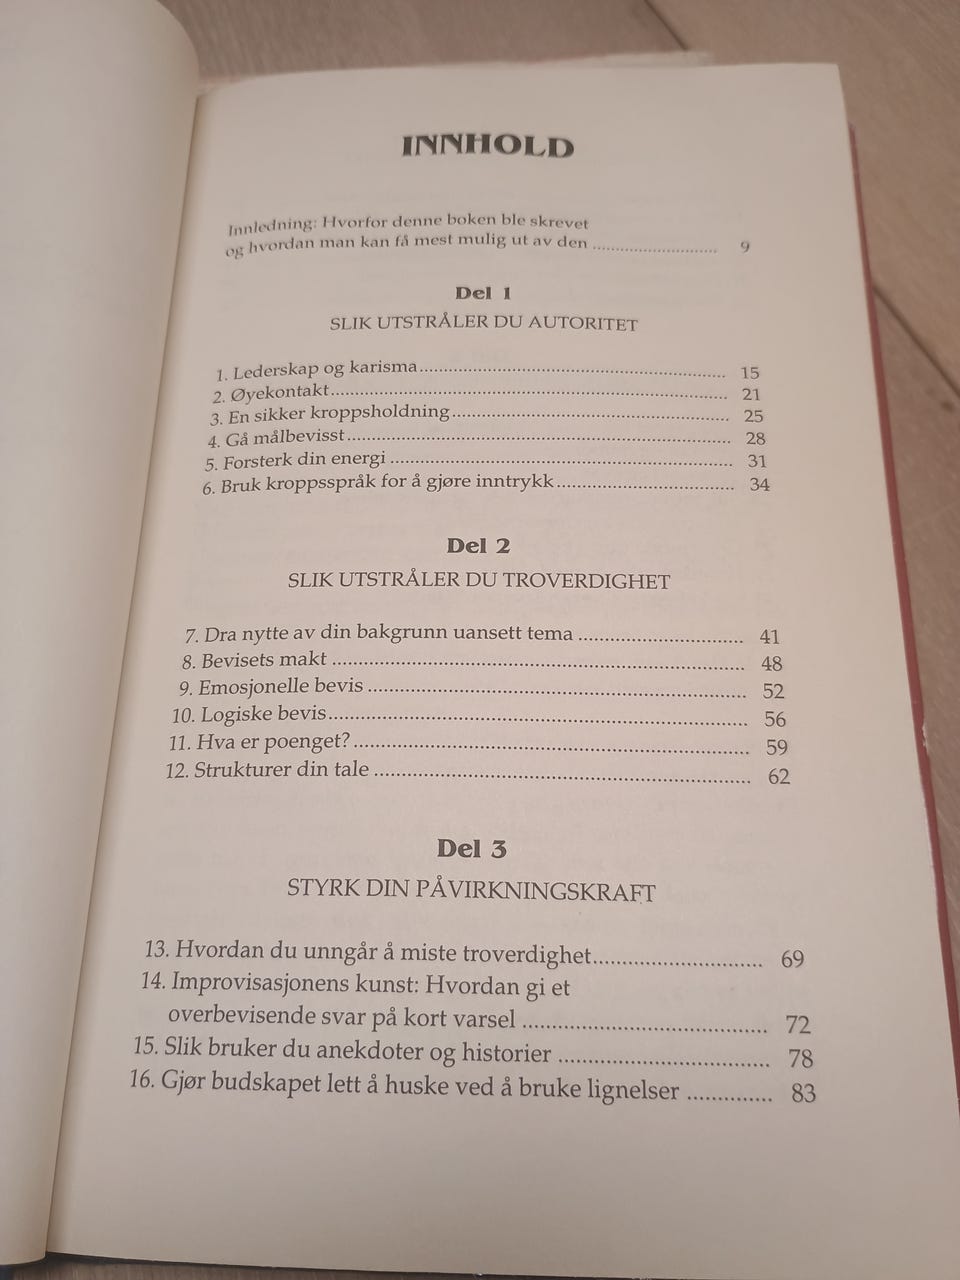 INNHOLD
Innledning: Hvorfor denne boken ble skrevet
og hvordan man kan få mest mulig ut av den ........................... 9
Del 1
SLIK UTSTRÅLER DU AUTORITET
1. Lederskap og karisma ........................... 15
2. Øyekontakt ........................... 21
3. En sikker kroppsholdning ........................... 25
4. Gå målbevisst ........................... 28
5. Forsterk din energi ........................... 31
6. Bruk kroppsspråk for å gjøre inntrykk ........................... 34
Del 2
SLIK UTSTRÅLER DU TROVERDIGHET
7. Dra nytte av din bakgrunn uansett tema ........................... 41
8. Bevisets makt ........................... 48
9. Emosjonelle bevis ........................... 52
10. Logiske bevis ........................... 56
11. Hva er poenget? ........................... 59
12. Strukturer din tale ........................... 62
Del 3
STYRK DIN PÅVIRKNINGSKRAFT
13. Hvordan du unngår å miste troverdighet ........................... 69
14. Improvisasjonens kunst: Hvordan gi et
overbevisende svar på kort varsel ........................... 72
15. Slik bruker du anekdoter og historier ........................... 78
16. Gjør budskapet lett å huske ved å bruke lignelser .............. 83